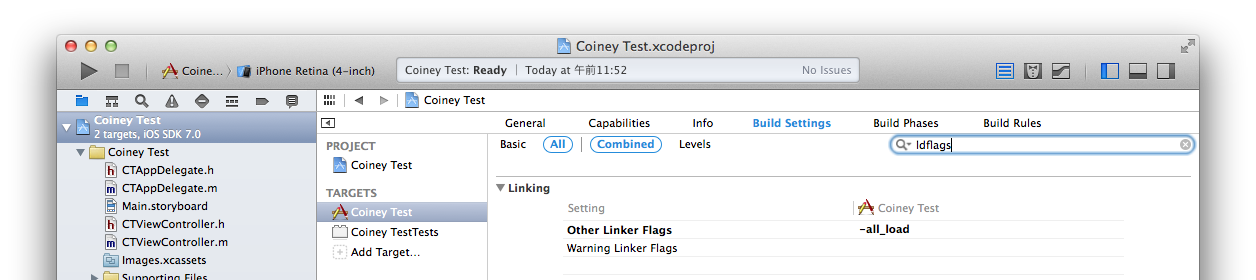 Coiney Test.xcodeproj
Coine... iPhone Retina (4-inch)
Coiney Test: Ready | Today at 午前11:52 No Issues
Coiney Test
Coiney Test
2 targets, iOS SDK 7.0
Coiney Test
CTAppDelegate.h
CTAppDelegate.m
Main.storyboard
CTViewController.h
CTViewController.m
Images.xcassets
Supporting Files
PROJECT
Coiney Test
TARGETS
Coiney Test
Coiney TestTests
Add Target...
General Capabilities Info Build Settings Build Phases Build Rules
Basic All Combined Levels ldflags
Linking
Setting Coiney Test
Other Linker Flags -all_load
Warning Linker Flags